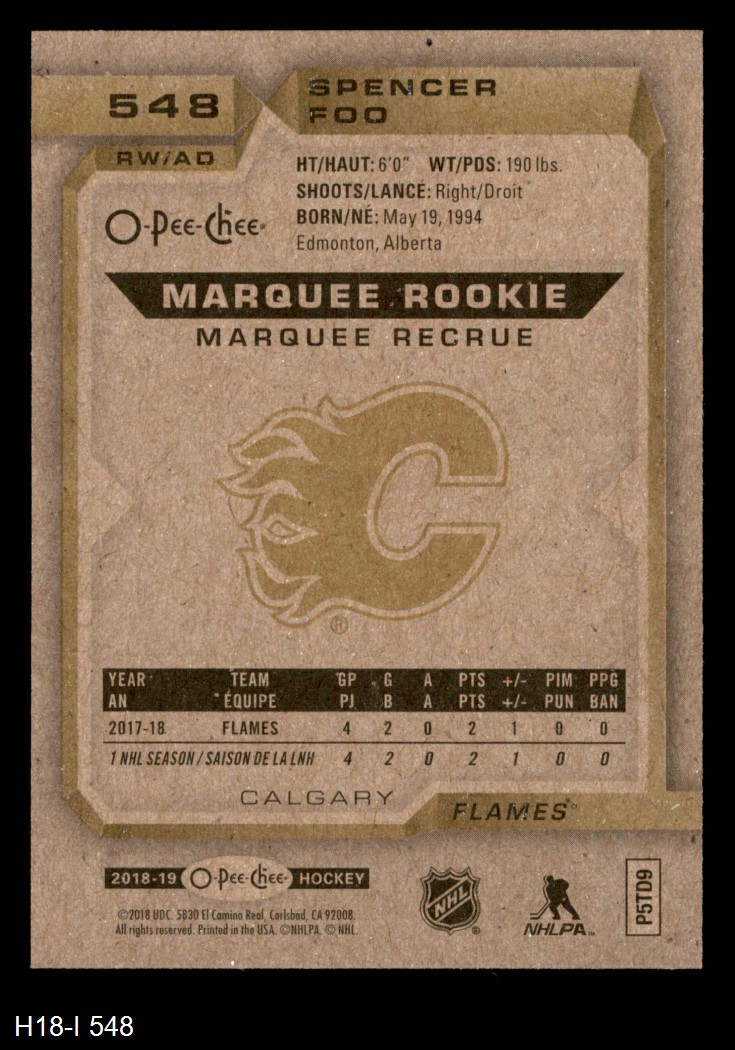 548
SPENCER
FOO
RW/AD
HT/HAUT: 6'0" WT/PDS: 190 lbs.
SHOOTS/LANCE: Right/Droit
BORN/NÉ: May 19, 1994
Edmonton, Alberta
O-Pee-Chee
MARQUEE ROOKIE
MARQUEE RECRUE
YEAR TEAM GP G A PTS +/- PIM PPG
AN ÉQUIPE PJ B A PTS +/- PUN BAN
2017-18 FLAMES 4 2 0 2 1 0 0
1 NHL SEASON / SAISON DE LA LNH 4 2 0 2 1 0 0
CALGARY
FLAMES
2018-19 O-Pee-Chee HOCKEY
©2018 UDC. 5830 El Camino Real, Carlsbad, CA 92008.
All rights reserved. Printed in the USA. ©NHLPA. © NHL.
NHL
NHLPA
P5TD9
H18-I 548